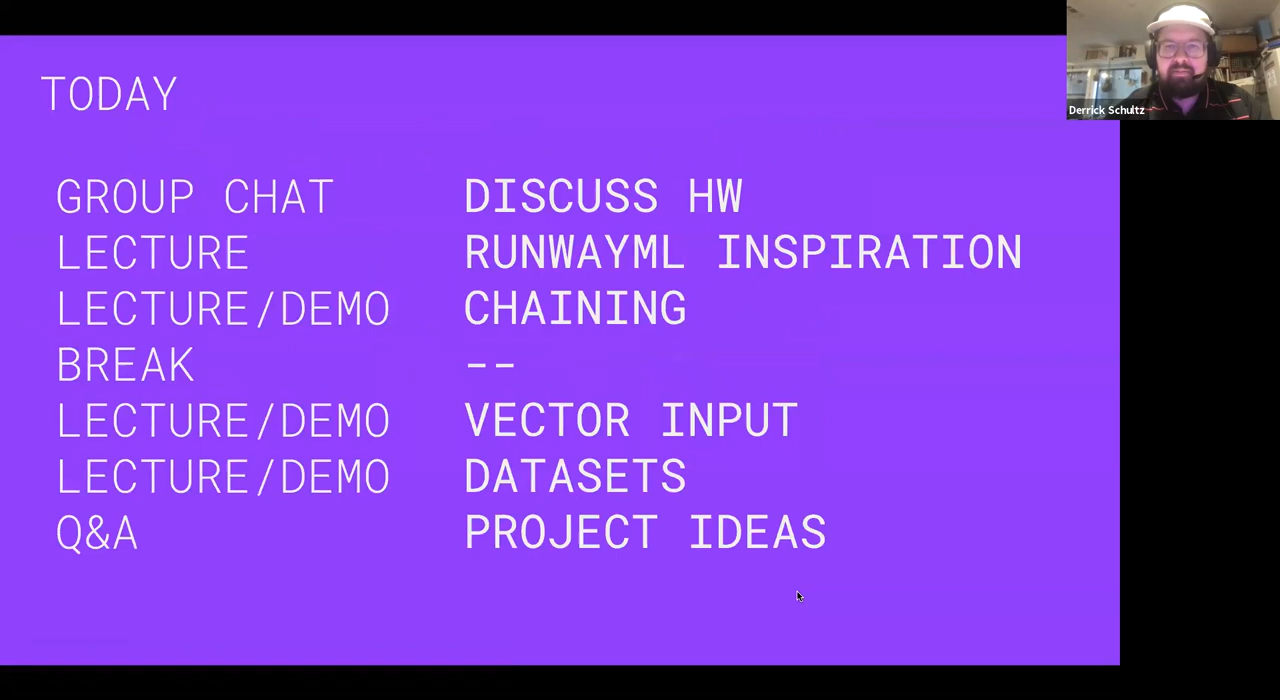 TODAY
GROUP CHAT DISCUSS HW
LECTURE RUNWAYML INSPIRATION
LECTURE/DEMO CHAINING
BREAK --
LECTURE/DEMO VECTOR INPUT
LECTURE/DEMO DATASETS
Q&A PROJECT IDEAS
Derrick Schultz